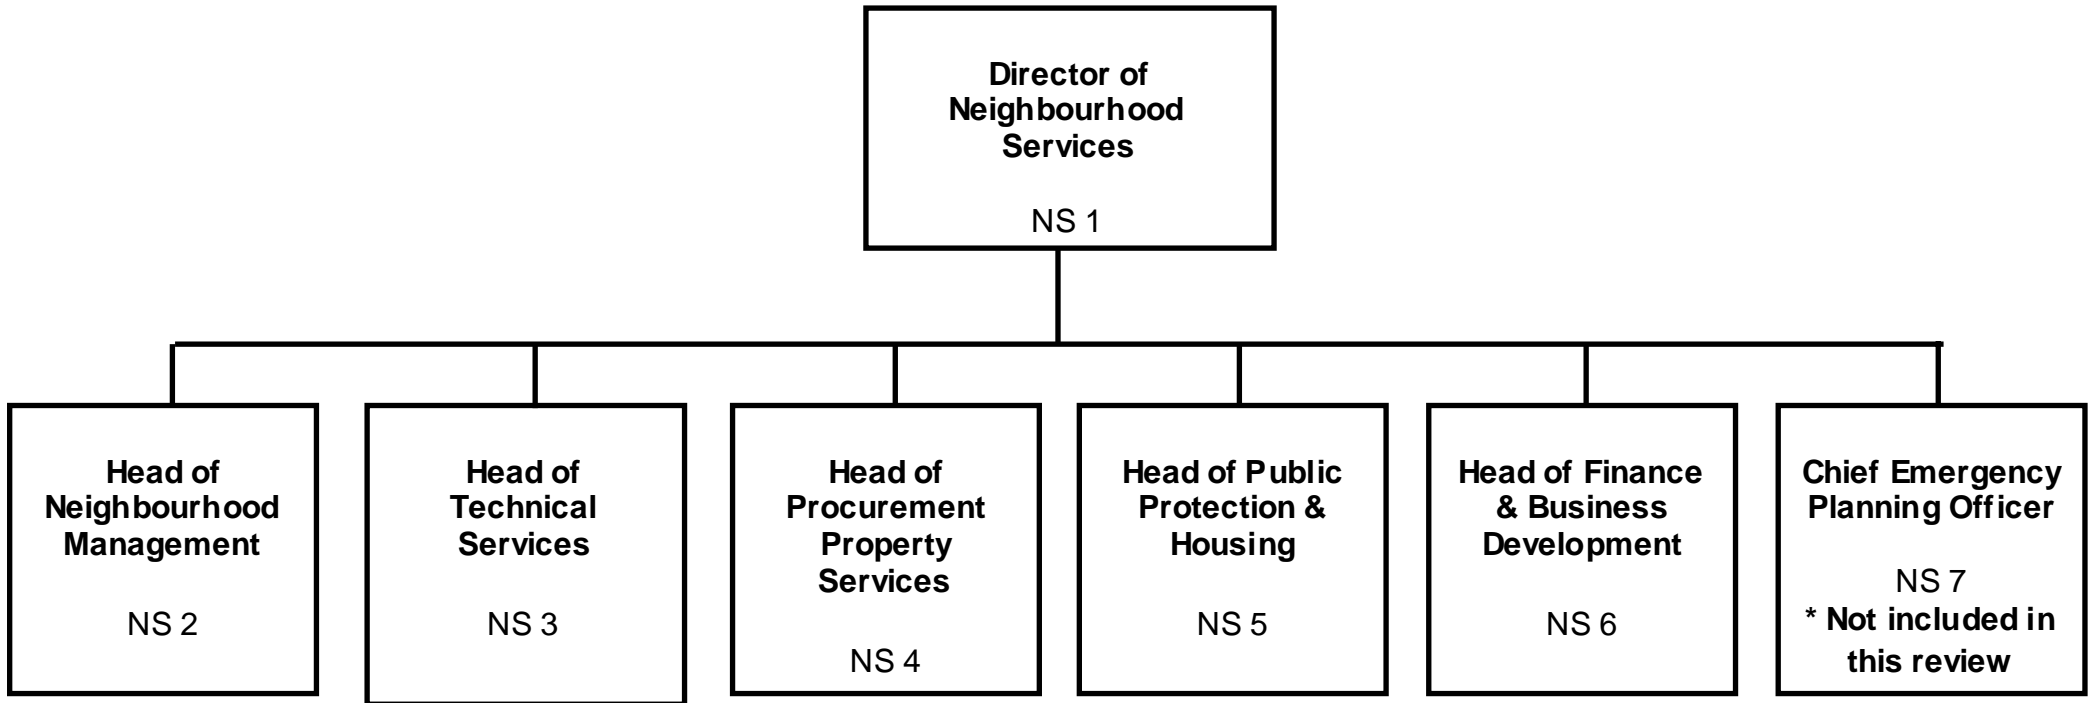 Director of
Neighbourhood
Services
NS 1
Head of
Neighbourhood
Management
NS 2
Head of
Technical
Services
NS 3
Head of
Procurement
Property
Services
NS 4
Head of Public
Protection &
Housing
NS 5
Head of Finance
& Business
Development
NS 6
Chief Emergency
Planning Officer
NS 7
* Not included in
this review